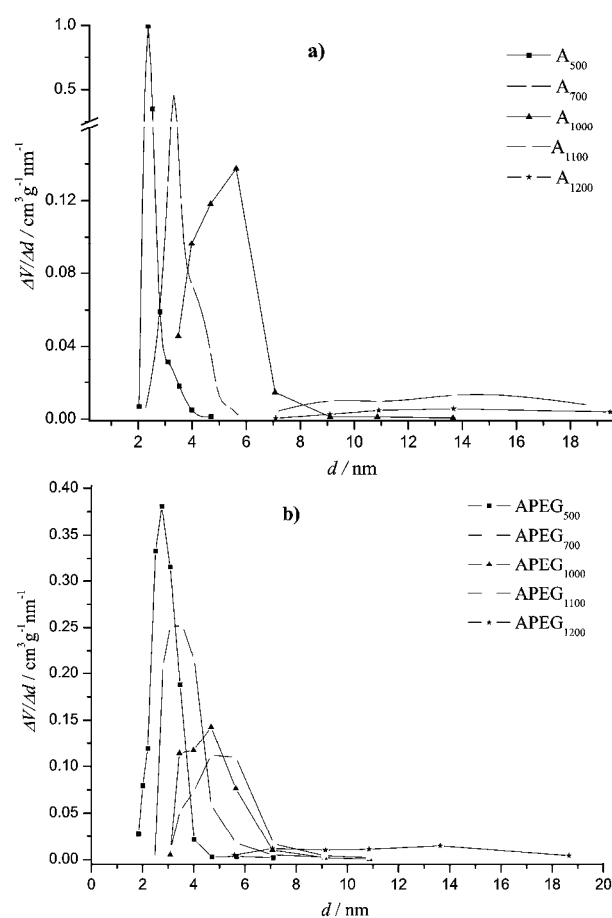 a)
1.0
0.5
0.12
0.08
0.04
0.00
ΔV/Δd / cm³g⁻¹nm⁻¹
A₅₀₀
A₇₀₀
A₁₀₀₀
A₁₁₀₀
A₁₂₀₀
2 4 6 8 10 12 14 16 18
d / nm
b)
0.40
0.35
0.30
0.25
0.20
0.15
0.10
0.05
0.00
ΔV/Δd / cm³g⁻¹nm⁻¹
APEG₅₀₀
APEG₇₀₀
APEG₁₀₀₀
APEG₁₁₀₀
APEG₁₂₀₀
0 2 4 6 8 10 12 14 16 18 20
d / nm